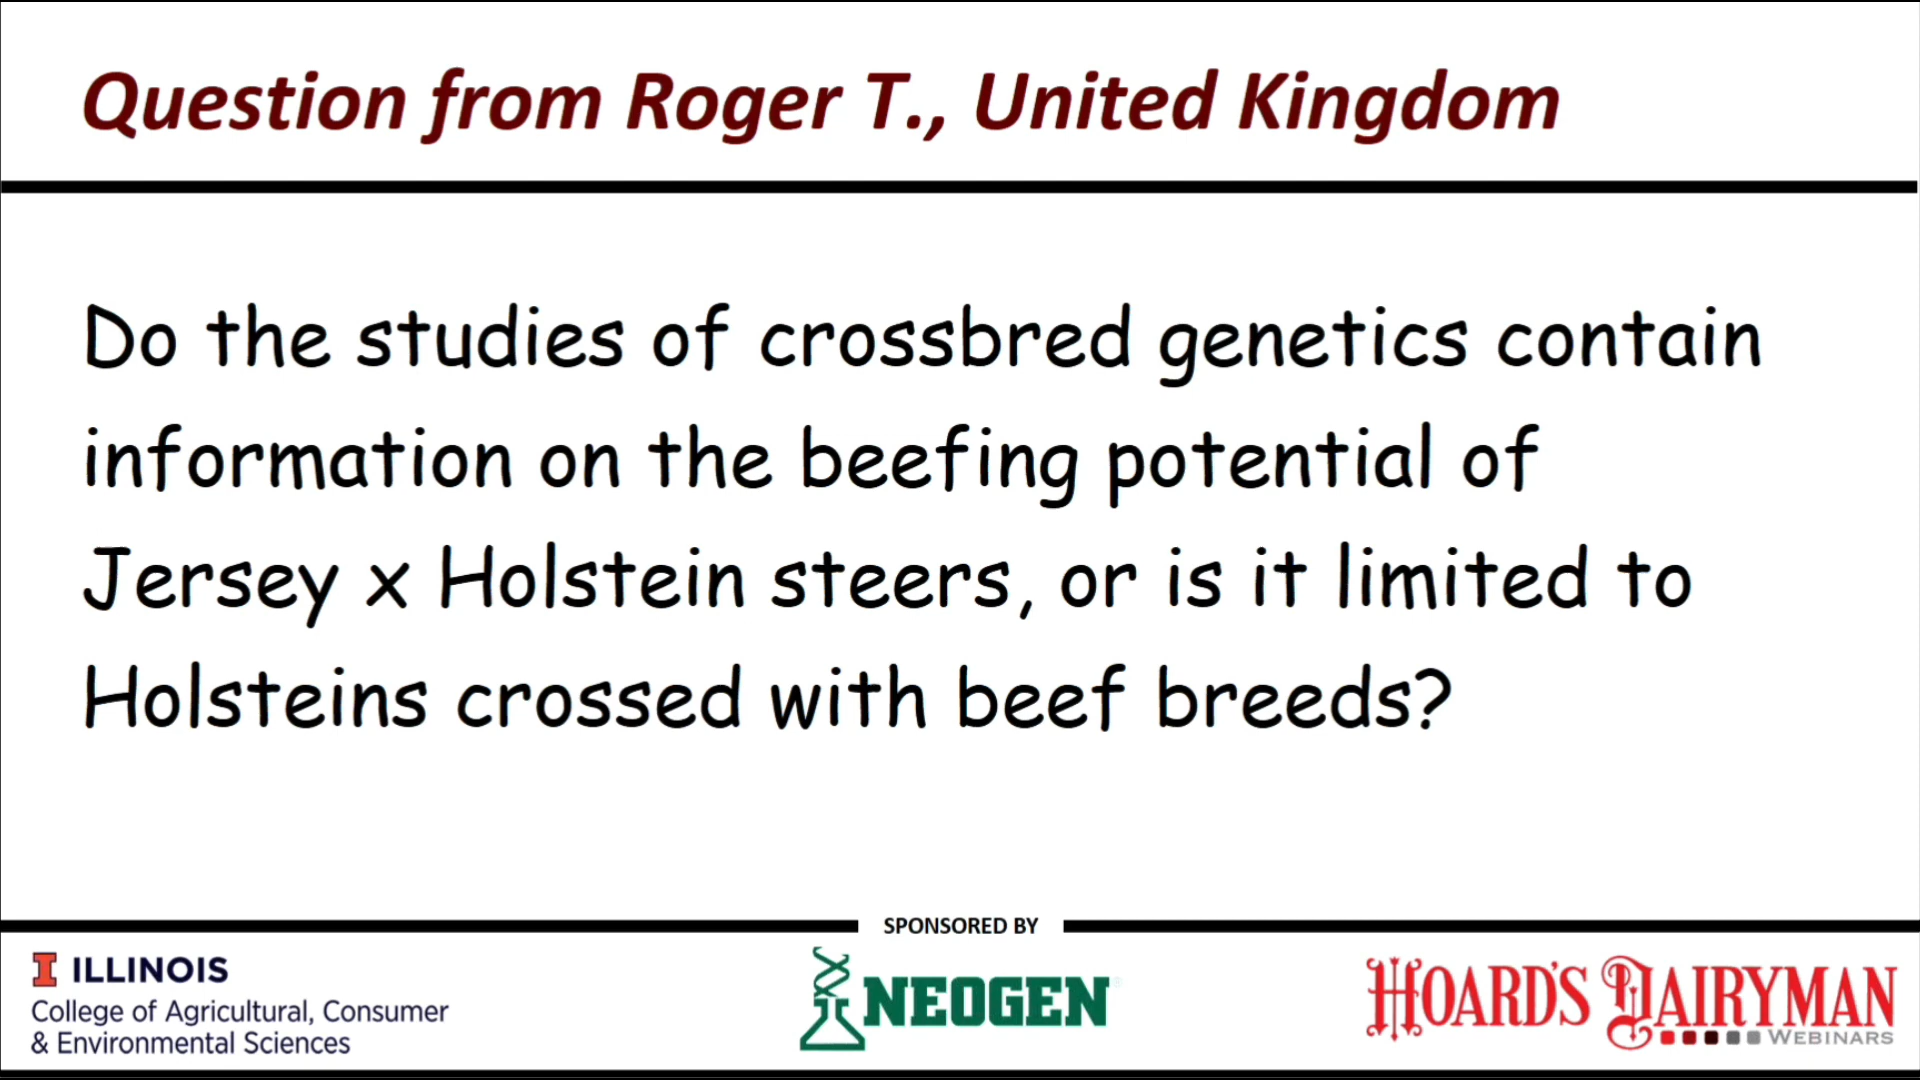 Question from Roger T., United Kingdom
Do the studies of crossbred genetics contain
information on the beefing potential of
Jersey x Holstein steers, or is it limited to
Holsteins crossed with beef breeds?
SPONSORED BY
I ILLINOIS
College of Agricultural, Consumer
& Environmental Sciences
NEOGEN
HOARD'S DAIRYMAN
WEBINARS